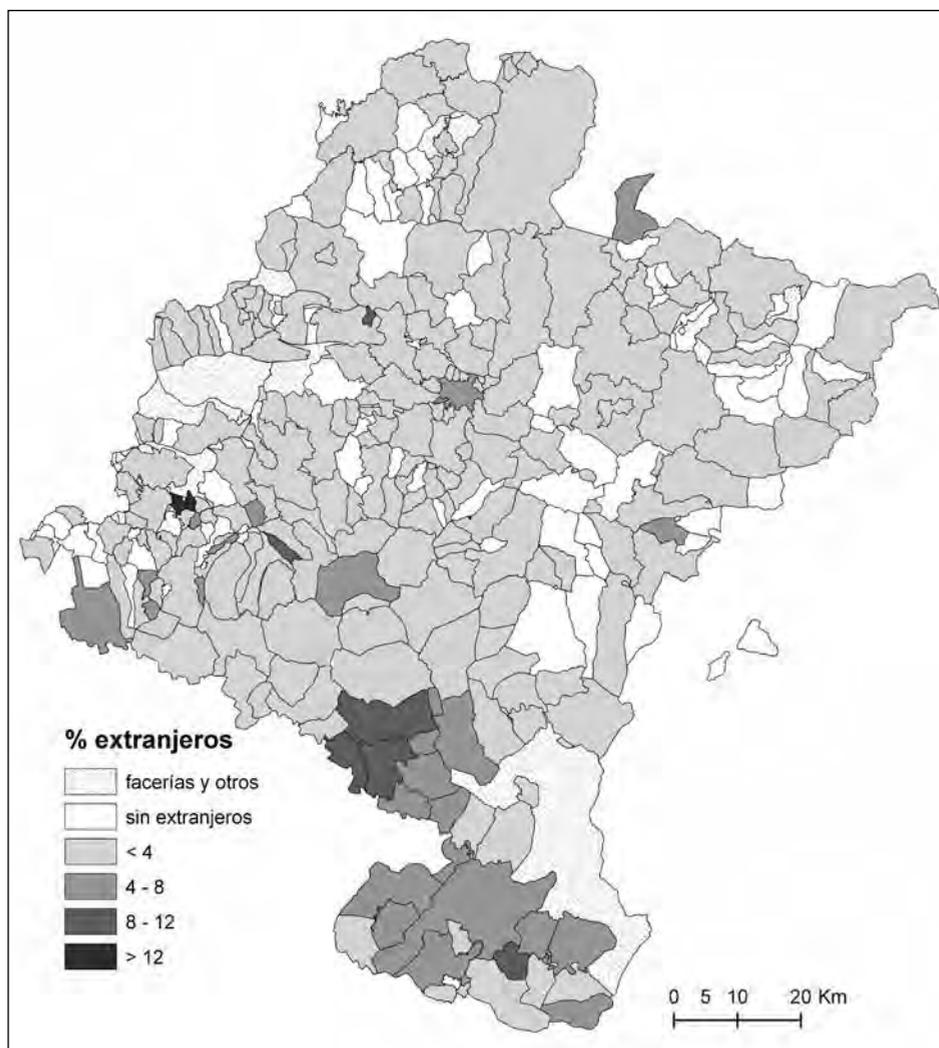 % extranjeros
facerías y otros
sin extranjeros
< 4
4 - 8
8 - 12
> 12
0 5 10 20 Km